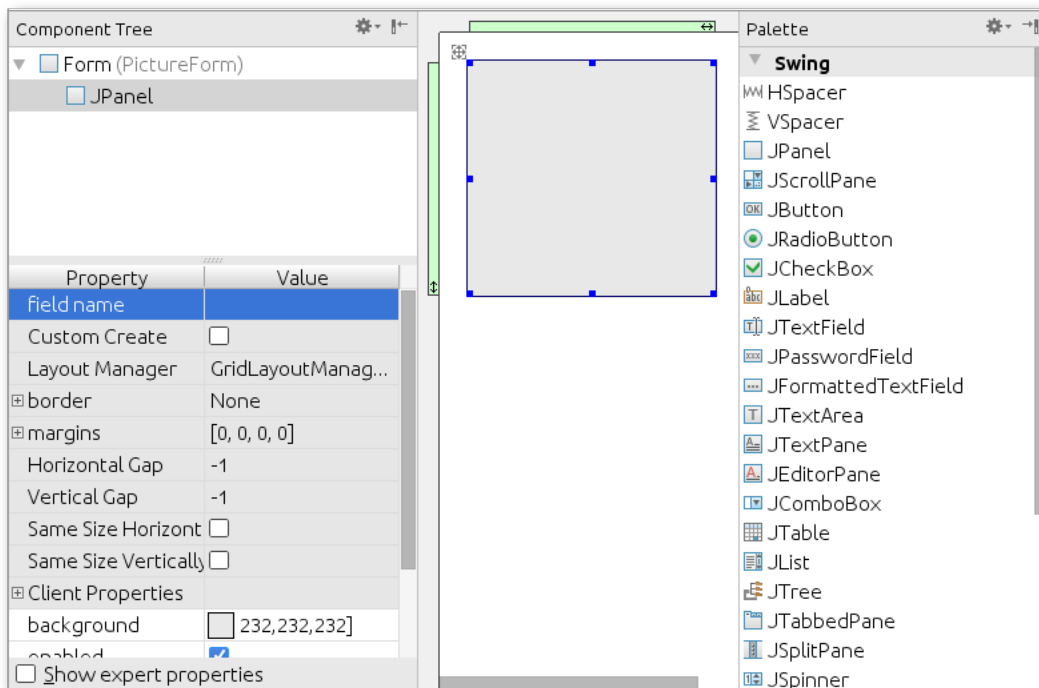 Component Tree
Form (PictureForm)
JPanel
Property Value
field name
Custom Create
Layout Manager GridLayoutManag...
border None
margins [0, 0, 0, 0]
Horizontal Gap -1
Vertical Gap -1
Same Size Horizont
Same Size Vertically
Client Properties
background 232,232,232]
enabled
Show expert properties
Palette
Swing
HSpacer
VSpacer
JPanel
JScrollPane
OK JButton
JRadioButton
JCheckBox
abc JLabel
T JTextField
xxx JPasswordField
JFormattedTextField
T JTextArea
A JTextPane
A JEditorPane
JComboBox
JTable
JList
JTree
JTabbedPane
JSplitPane
JSpinner